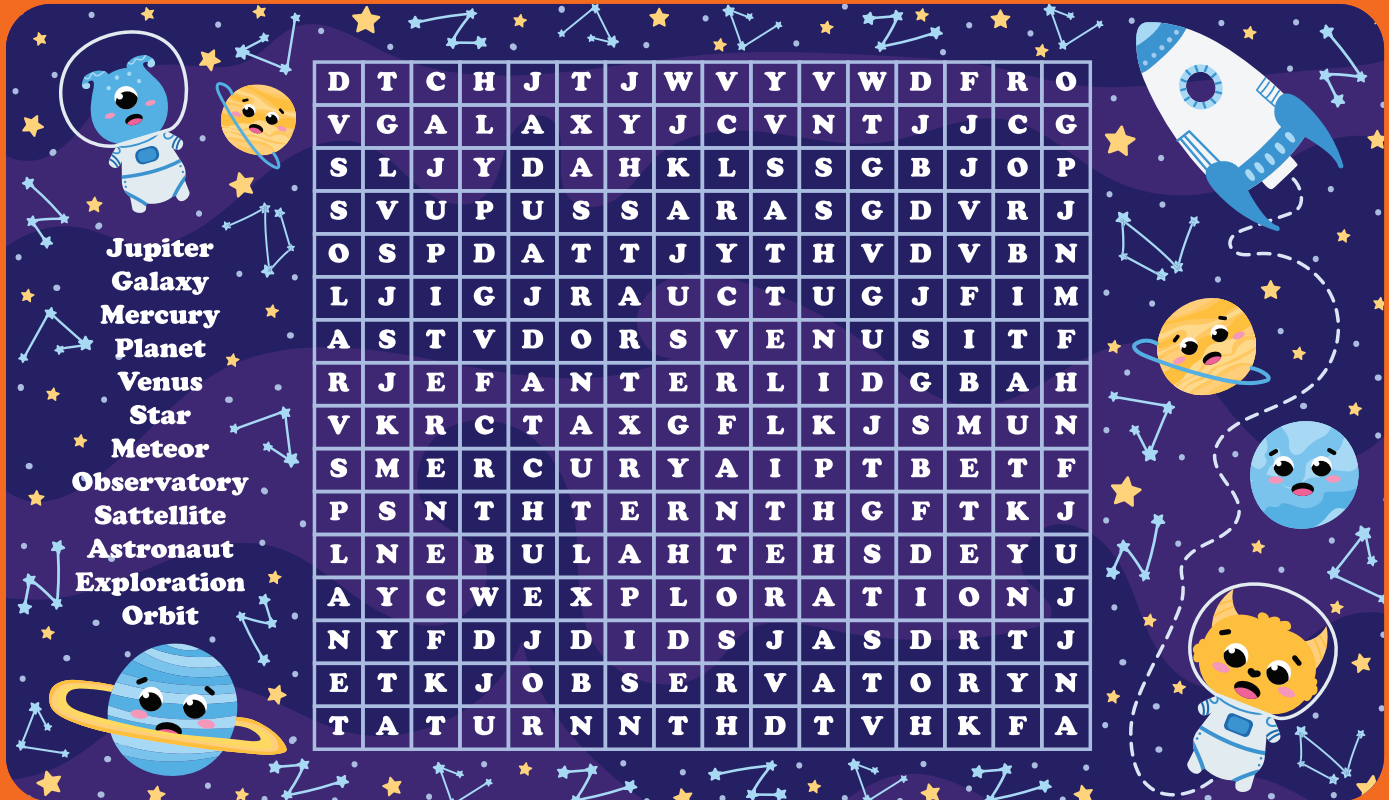 D T C H J T J W V Y V W D F R O
V G A L A X Y J C V N T J J C G
S L J Y D A H K L S S G B J O P
S V U P U S S A R A S G D V R J
Jupiter
O S P D A T T J Y T H V D V B N
Galaxy
L J I G J R A U C T U G J F I M
Mercury
A S T V D O R S V E N U S I T F
Planet
Venus
R J E F A N T E R L I D G B A H
Star
V K R C T A X G F L K J S M U N
Meteor
S M E R C U R Y A I P T B E T F
Observatory
P S N T H T E R N T H G F T K J
Sattellite
L N E B U L A H T E H S D E Y U
Astronaut
Exploration
A Y C W E X P L O R A T I O N J
Orbit
N Y F D J D I D S J A S D R T J
E T K J O B S E R V A T O R Y N
T A T U R N N T H D T V H K F A